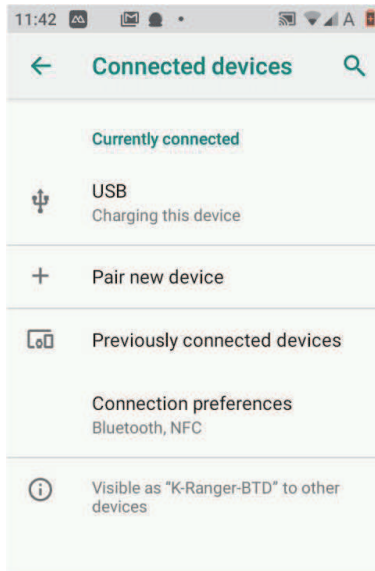 11:42 A
Connected devices
Currently connected
USB
Charging this device
Pair new device
Previously connected devices
Connection preferences
Bluetooth, NFC
Visible as "K-Ranger-BTD" to other
devices